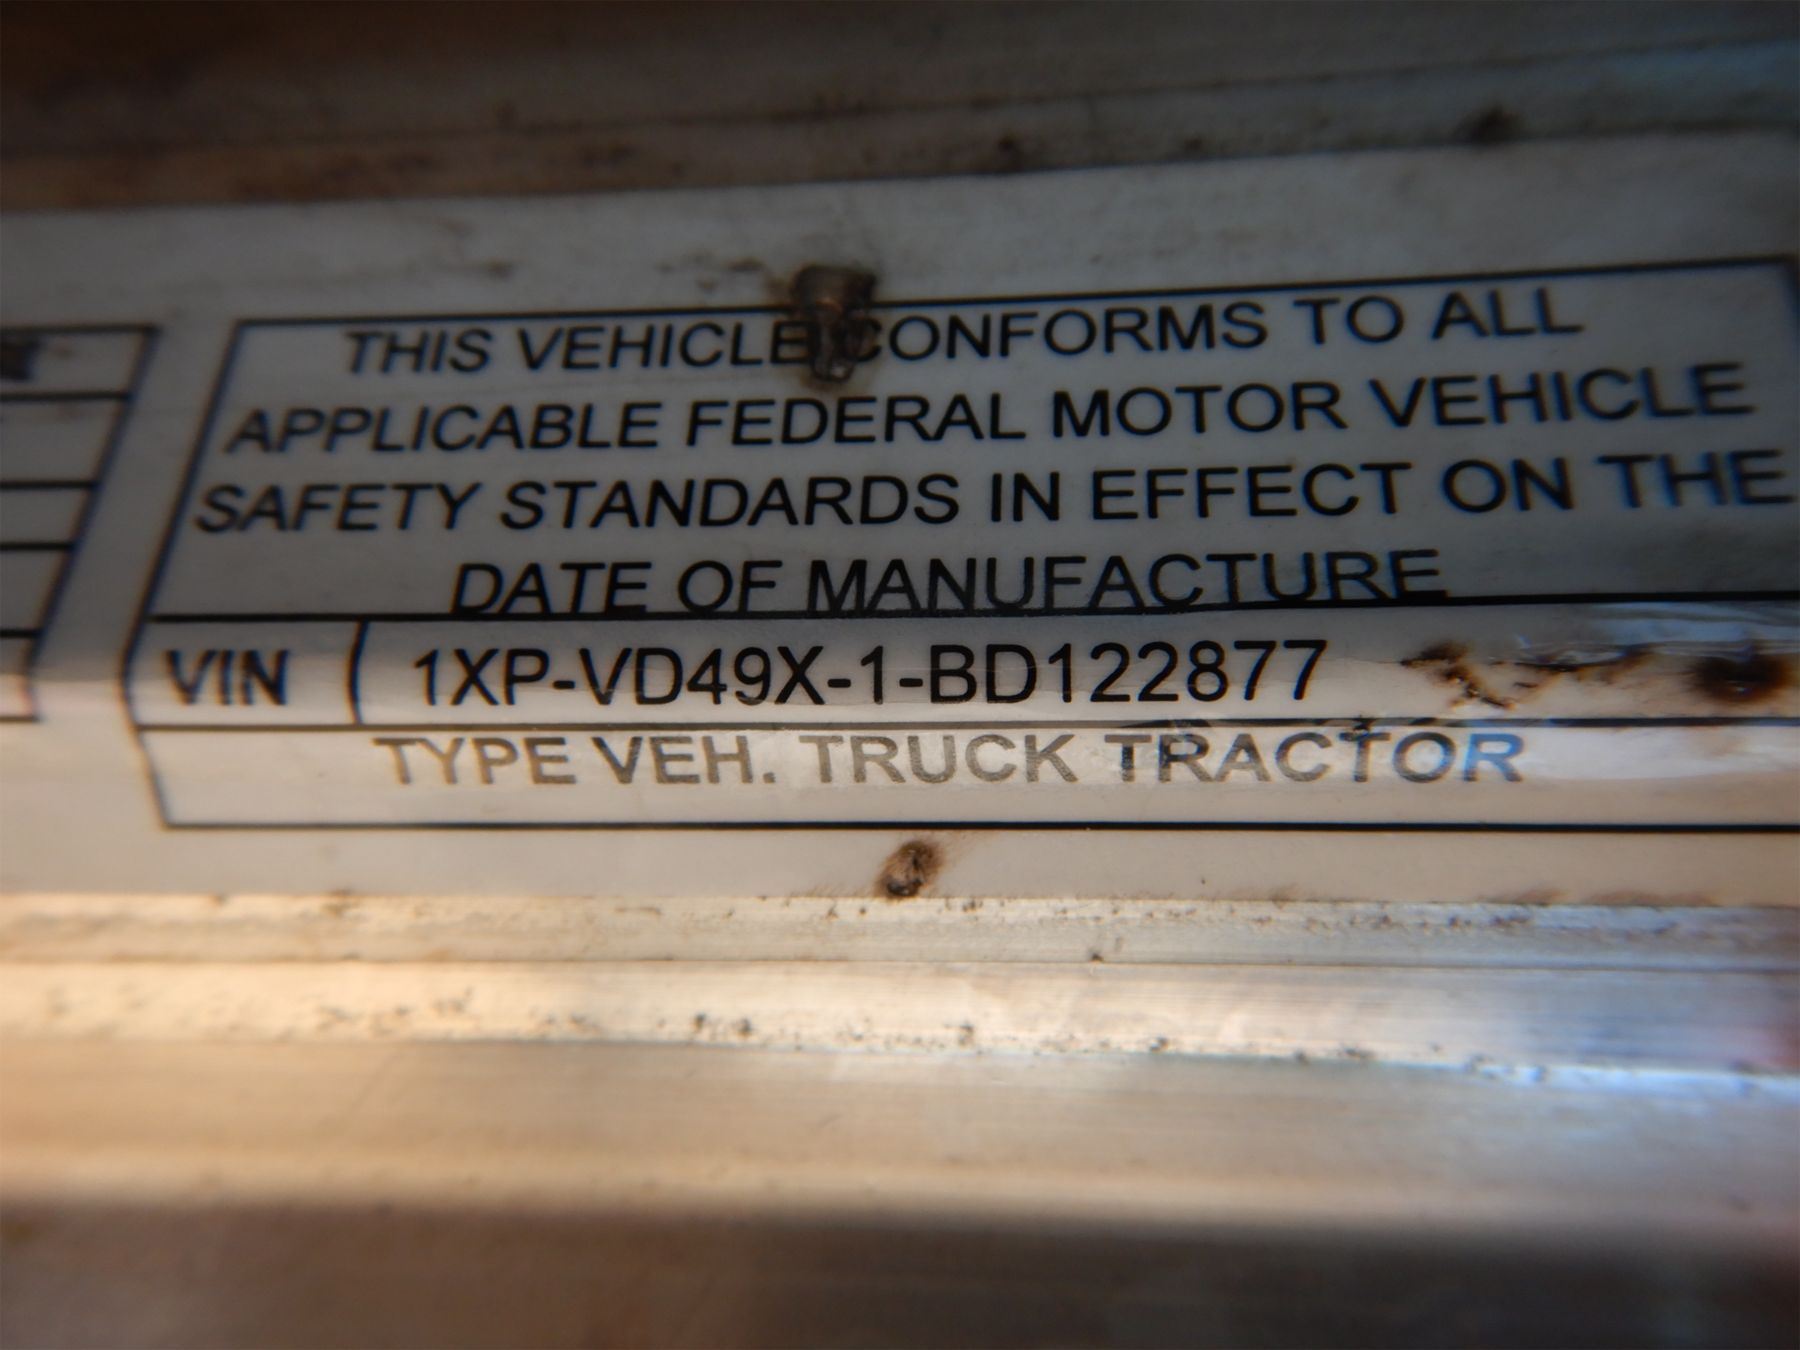 THIS VEHICLE CONFORMS TO ALL
APPLICABLE FEDERAL MOTOR VEHICLE
SAFETY STANDARDS IN EFFECT ON THE
DATE OF MANUFACTURE
VIN 1XP-VD49X-1-BD122877
TYPE VEH. TRUCK TRACTOR